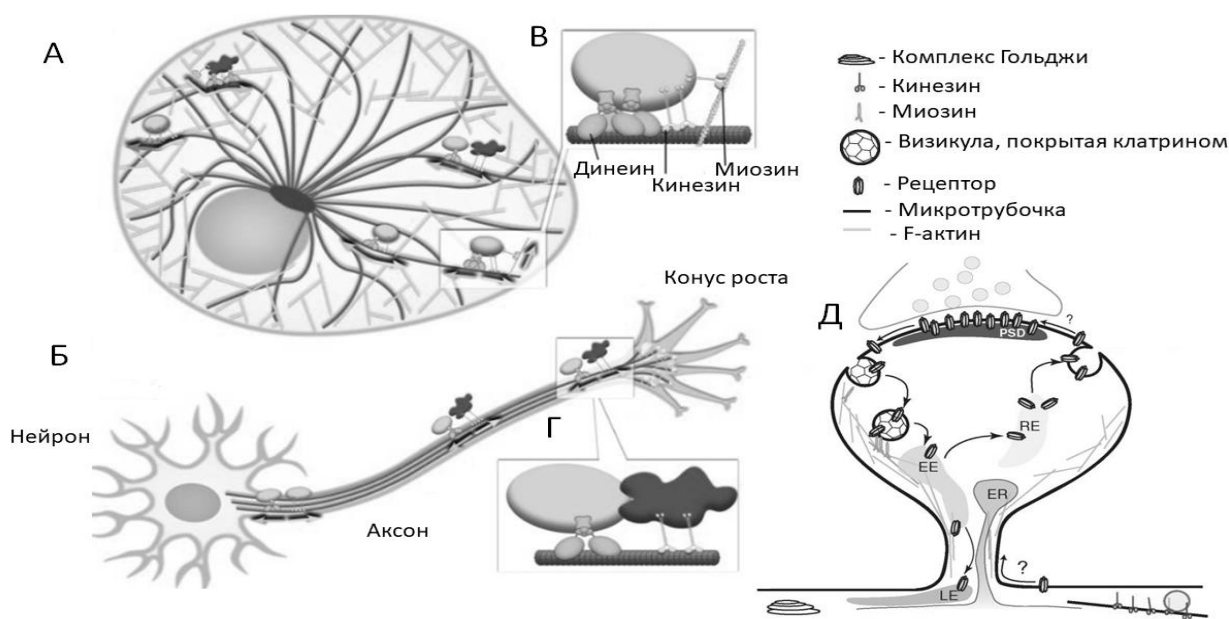 А
В
Динеин
Кинезин
Миозин
- Комплекс Гольджи
- Кинезин
- Миозин
- Визикула, покрытая клатрином
- Рецептор
- Микротрубочка
- F-актин
Конус роста
Б
Нейрон
Аксон
Г
Д
?
PSD
EE
RE
ER
LE
?